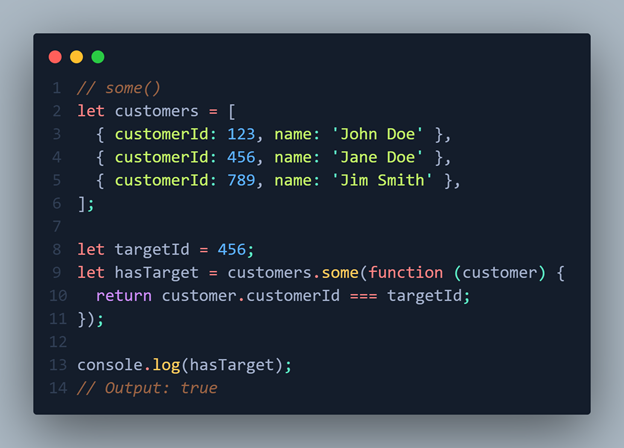 1 // some()
2 let customers = [
3   { customerId: 123, name: 'John Doe' },
4   { customerId: 456, name: 'Jane Doe' },
5   { customerId: 789, name: 'Jim Smith' },
6 ];
7
8 let targetId = 456;
9 let hasTarget = customers.some(function (customer) {
10   return customer.customerId === targetId;
11 });
12
13 console.log(hasTarget);
14 // Output: true